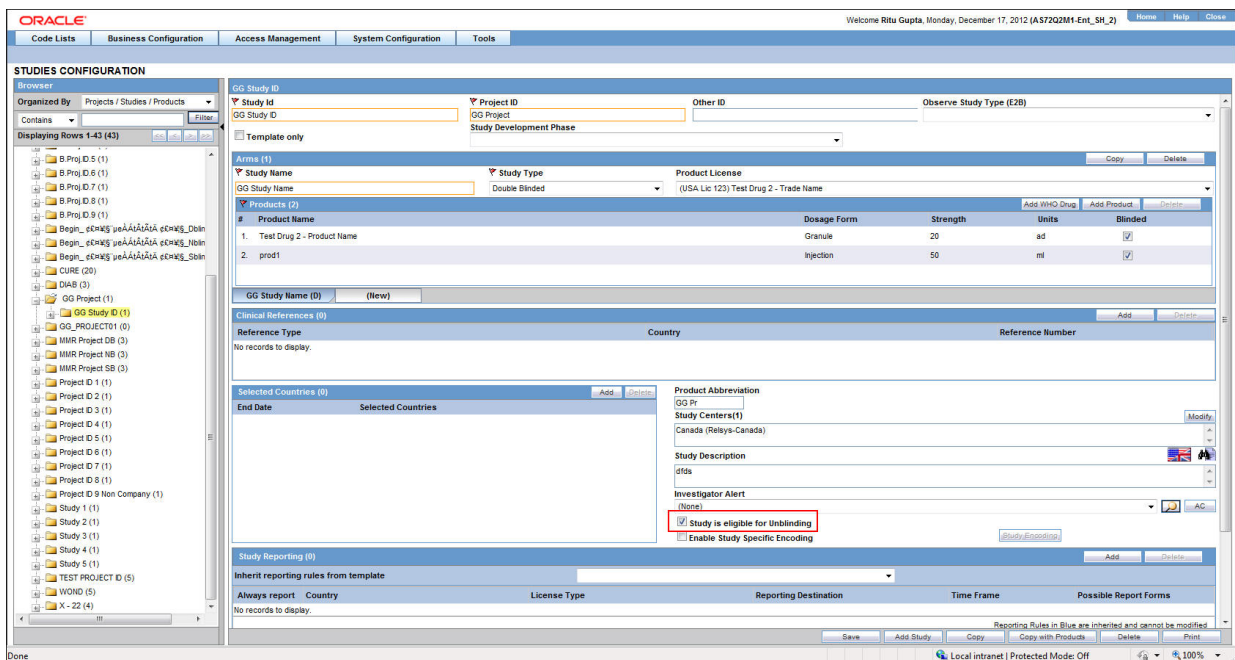 ORACLE
Welcome Ritu Gupta, Monday, December 17, 2012 (AS72Q2M1-Ent_SH_2) Home Help Close
Code Lists Business Configuration Access Management System Configuration Tools
STUDIES CONFIGURATION
Browser
Organized By Projects / Studies / Products
Contains Filter
Displaying Rows 1-43 (43) << < > >>
B.Proj.ID.5 (1)
B.Proj.ID.6 (1)
B.Proj.ID.7 (1)
B.Proj.ID.8 (1)
B.Proj.ID.9 (1)
CURE (20)
DIAB (3)
GG Project (1)
GG Study ID (1)
GG_PROJECT01 (0)
MMR Project DB (3)
MMR Project NB (3)
MMR Project SB (3)
Project ID 1 (1)
Project ID 2 (1)
Project ID 3 (1)
Project ID 4 (1)
Project ID 5 (1)
Project ID 6 (1)
Project ID 7 (1)
Project ID 8 (1)
Project ID 9 Non Company (1)
Study 1 (1)
Study 2 (1)
Study 3 (1)
Study 4 (1)
Study 5 (1)
TEST PROJECT ID (5)
WOND (5)
X - 22 (4)
GG Study ID
Study Id Project ID Other ID Observe Study Type (E2B)
GG Study ID GG Project
Template only Study Development Phase
Arms (1) Copy Delete
Study Name Study Type Product License
GG Study Name Double Blinded (USA Lic 123) Test Drug 2 - Trade Name
Products (2) Add WHO Drug Add Product Delete
# Product Name Dosage Form Strength Units Blinded
1. Test Drug 2 - Product Name Granule 20 ad
2. prod1 Injection 50 ml
GG Study Name (D) (New)
Clinical References (0) Add Delete
Reference Type Country Reference Number
No records to display.
Selected Countries (0) Add Delete
End Date Selected Countries
Product Abbreviation
GG Pr
Study Centers(1) Modify
Canada (Relsys-Canada)
Study Description
dfds
Investigator Alert
(None) AC
Study is eligible for Unblinding
Enable Study Specific Encoding Study Encoding
Study Reporting (0) Add Delete
Inherit reporting rules from template
Always report Country License Type Reporting Destination Time Frame Possible Report Forms
No records to display.
Reporting Rules in Blue are inherited and cannot be modified
Save Add Study Copy Copy with Products Delete Print
Done Local intranet | Protected Mode: Off 100%